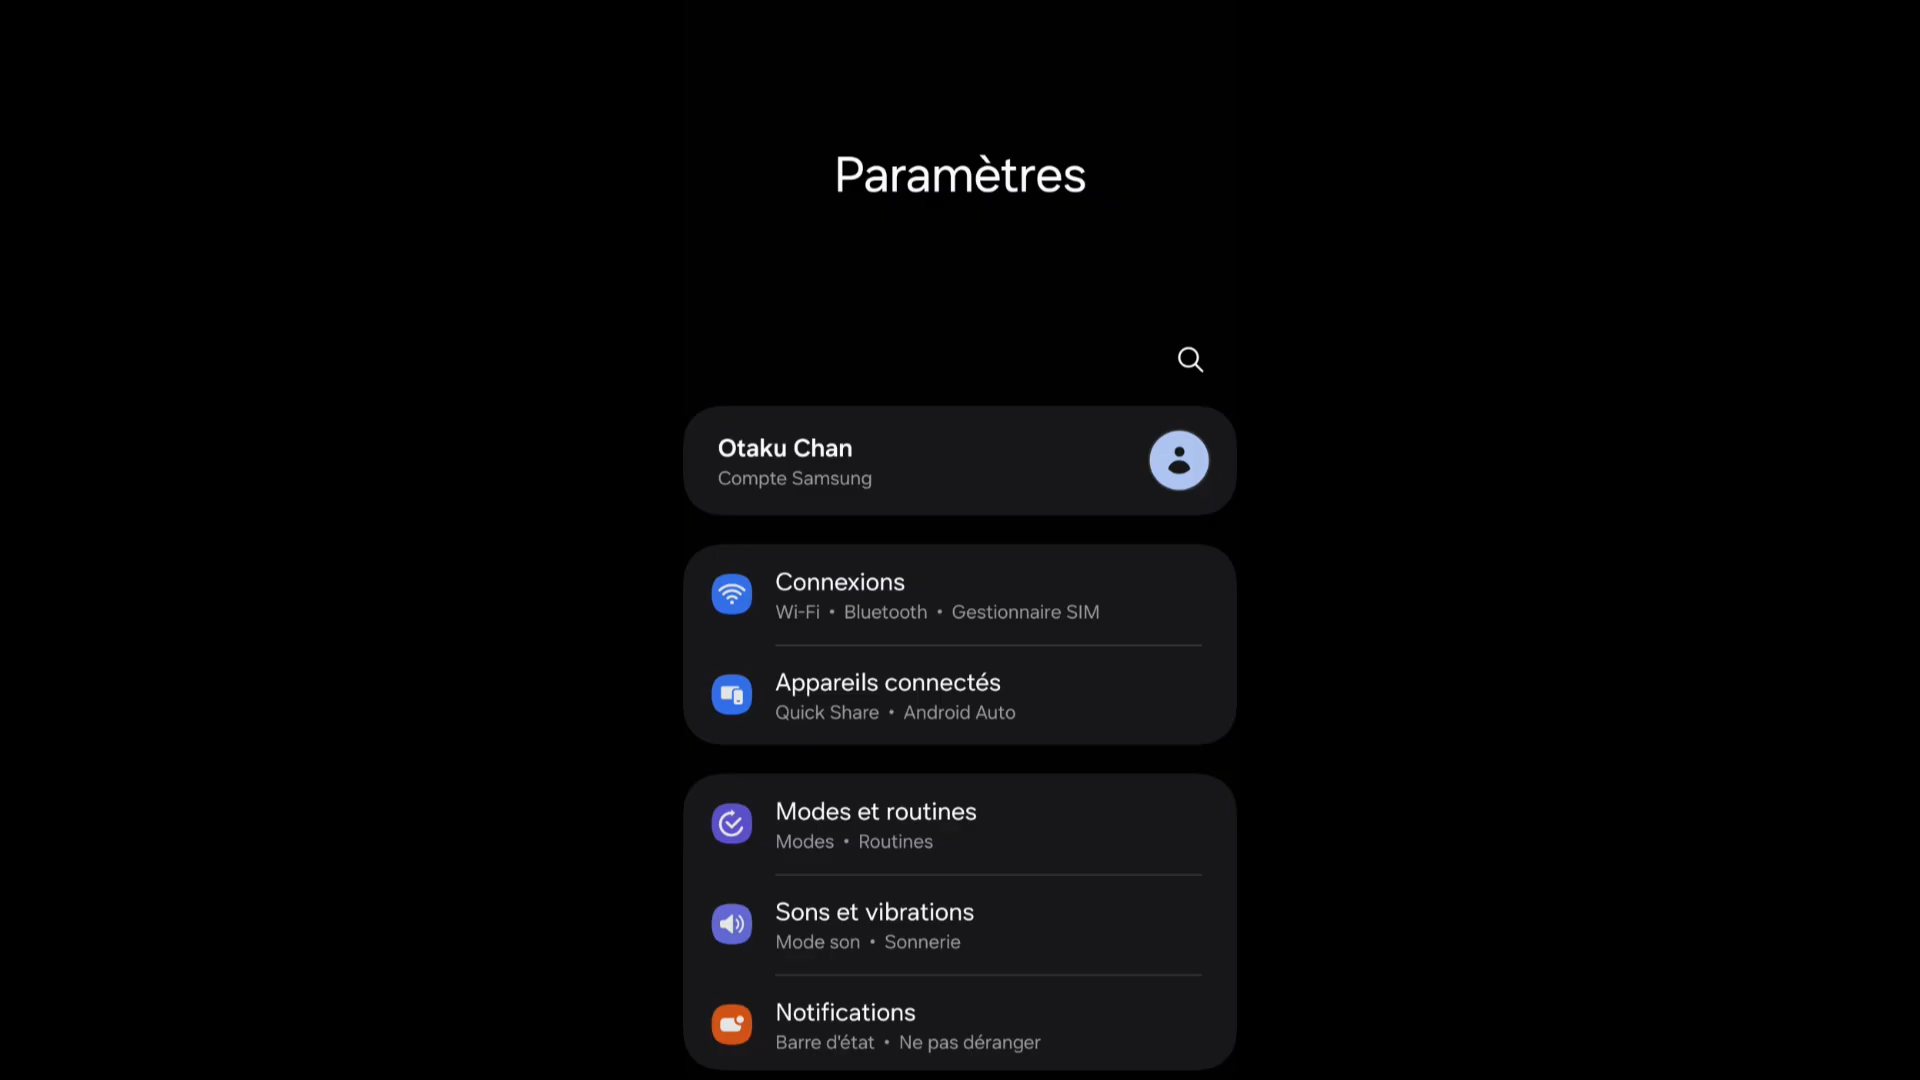 Paramètres
Otaku Chan
Compte Samsung
Connexions
Wi-Fi • Bluetooth • Gestionnaire SIM
Appareils connectés
Quick Share • Android Auto
Modes et routines
Modes • Routines
Sons et vibrations
Mode son • Sonnerie
Notifications
Barre d'état • Ne pas déranger